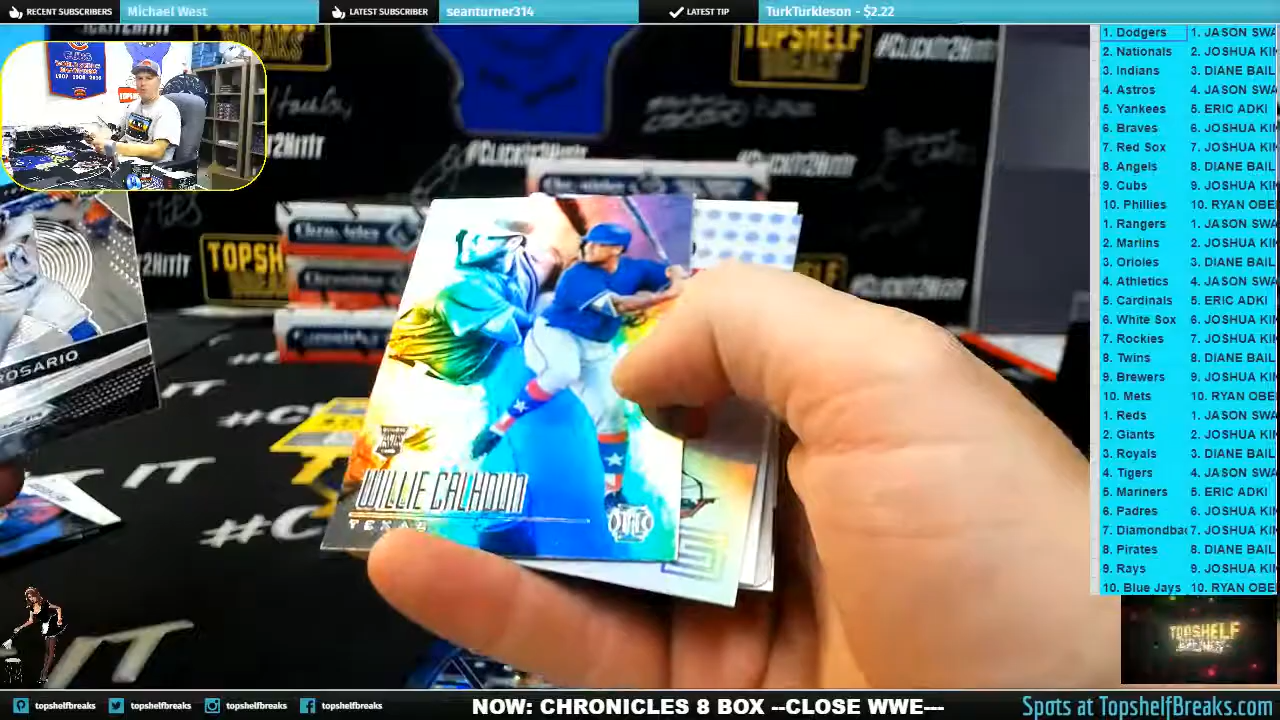 RECENT SUBSCRIBERS Michael West LATEST SUBSCRIBER seanturner314 LATEST TIP TurkTurkleson - $2.22
1. Dodgers 1. JASON SWA
2. Nationals 2. JOSHUA KI
3. Indians 3. DIANE BAIL
4. Astros 4. JASON SWA
5. Yankees 5. ERIC ADKI
6. Braves 6. JOSHUA KI
7. Red Sox 7. JOSHUA KI
8. Angels 8. DIANE BAIL
9. Cubs 9. JOSHUA KI
10. Phillies 10. RYAN OBE
1. Rangers 1. JASON SWA
2. Marlins 2. JOSHUA KI
3. Orioles 3. DIANE BAIL
4. Athletics 4. JASON SWA
5. Cardinals 5. ERIC ADKI
6. White Sox 6. JOSHUA KI
7. Rockies 7. JOSHUA KI
8. Twins 8. DIANE BAIL
9. Brewers 9. JOSHUA KI
10. Mets 10. RYAN OBE
1. Reds 1. JASON SWA
2. Giants 2. JOSHUA KI
3. Royals 3. DIANE BAIL
4. Tigers 4. JASON SWA
5. Mariners 5. ERIC ADKI
6. Padres 6. JOSHUA KI
7. Diamondbac 7. JOSHUA KI
8. Pirates 8. DIANE BAIL
9. Rays 9. JOSHUA KI
10. Blue Jays 10. RYAN OBE
CUBS
TOPSHELF
BREAKS
#CLICKIT2HITIT
Chronicles
ROSARIO
WILLIE CALHOUN
TEXAS
TOPSHELF
BREAKS
topshelfbreaks topshelfbreaks topshelfbreaks topshelfbreaks NOW: CHRONICLES 8 BOX --CLOSE WWE--- Spots at TopshelfBreaks.com